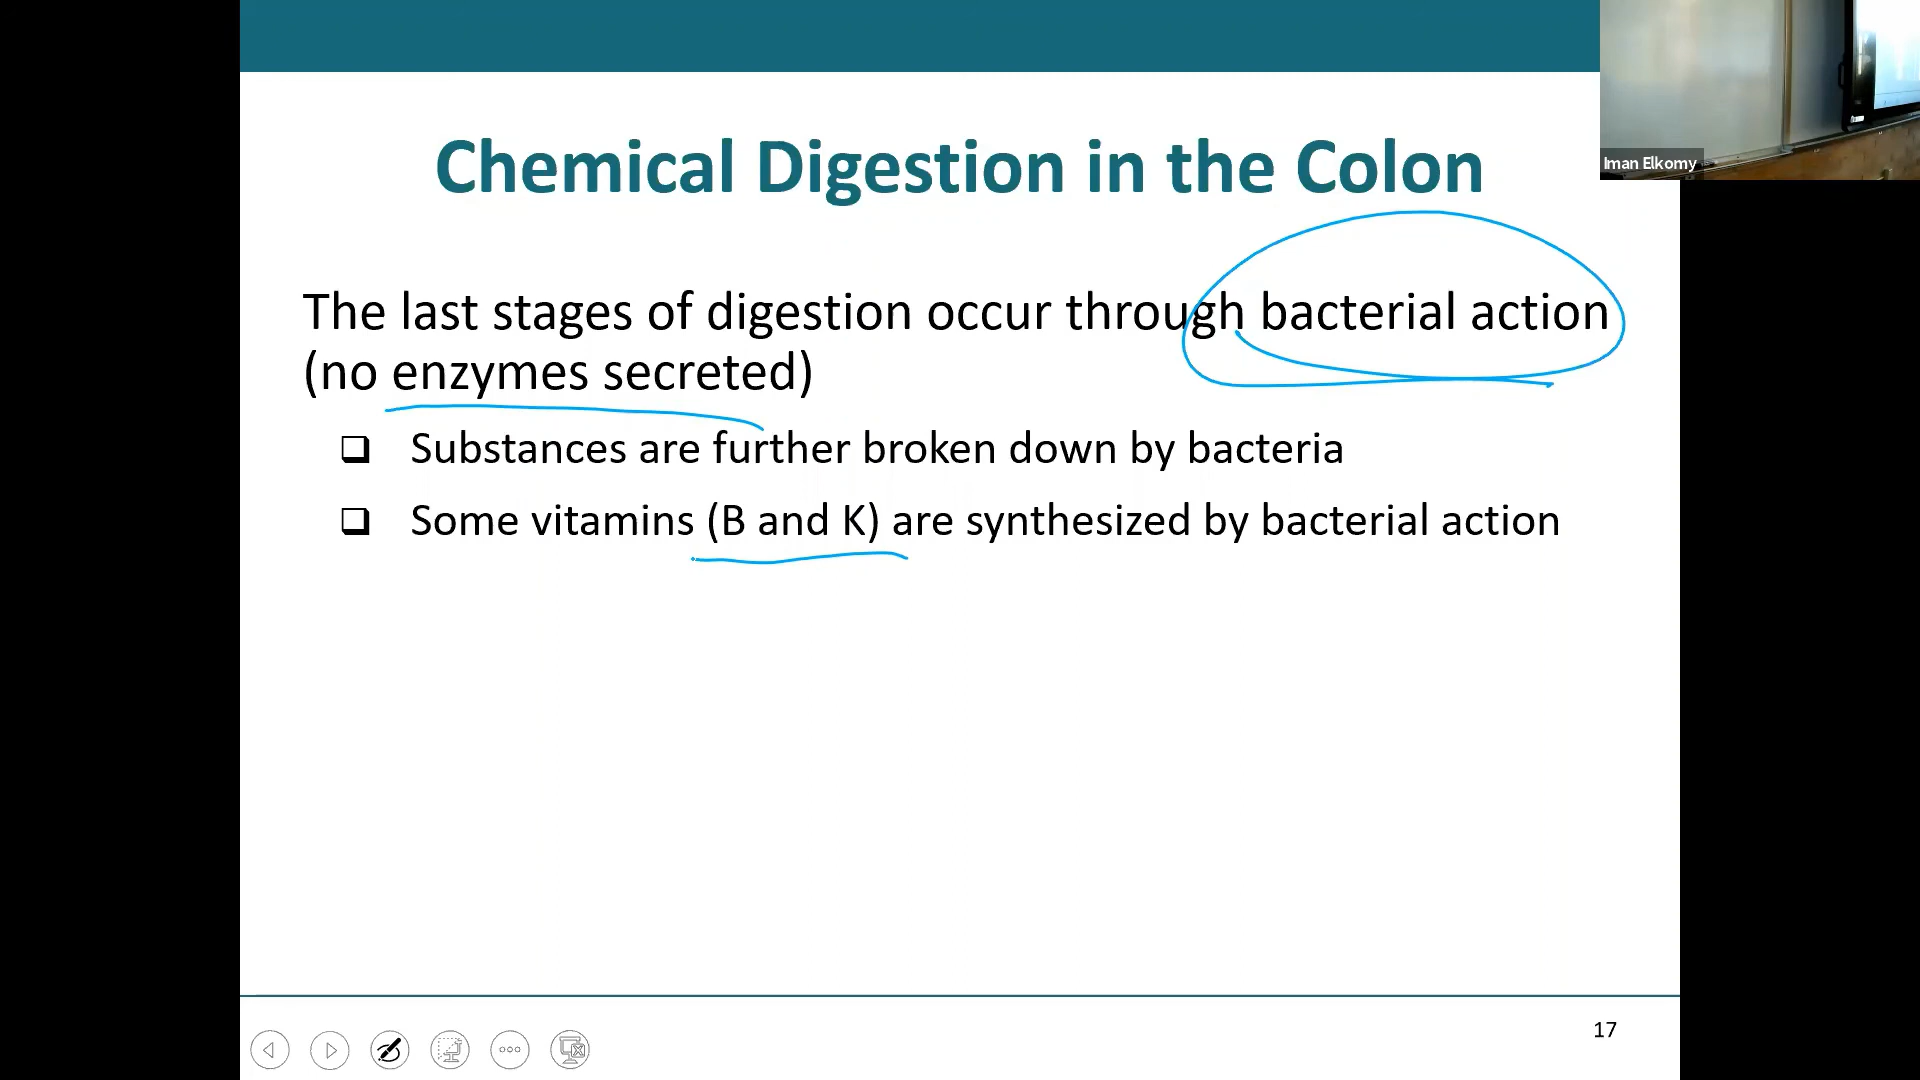 Chemical Digestion in the Colon
Iman Elkomy
The last stages of digestion occur through bacterial action
(no enzymes secreted)
Substances are further broken down by bacteria
Some vitamins (B and K) are synthesized by bacterial action
17